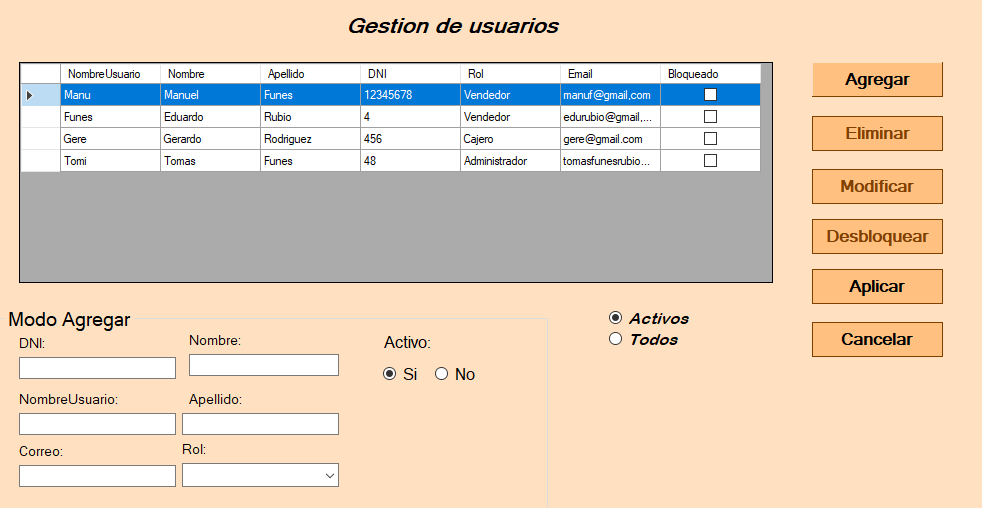 Gestion de usuarios
NombreUsuario Nombre Apellido DNI Rol Email Bloqueado
Manu Manuel Funes 12345678 Vendedor manuf@gmail,com
Funes Eduardo Rubio 4 Vendedor edurubio@gmail,...
Gere Gerardo Rodriguez 456 Cajero gere@gmail.com
Tomi Tomas Funes 48 Administrador tomasfunesrubio...
Agregar
Eliminar
Modificar
Desbloquear
Aplicar
Cancelar
Modo Agregar
DNI: Nombre: Activo:
Si No
NombreUsuario: Apellido:
Correo: Rol:
Activos
Todos